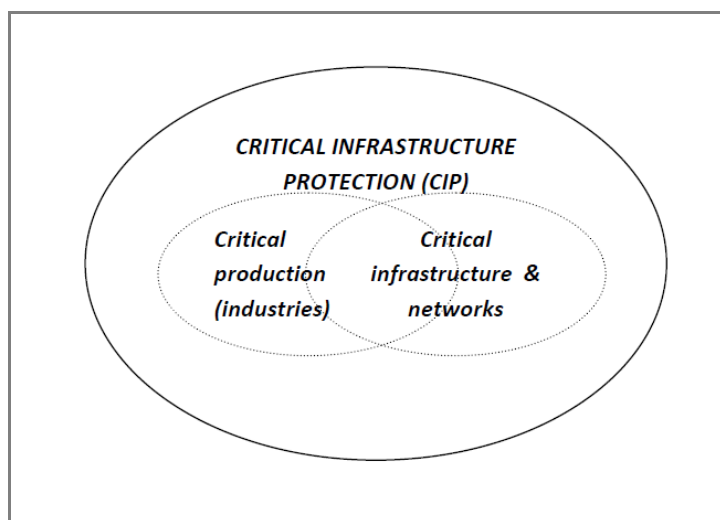 CRITICAL INFRASTRUCTURE
PROTECTION (CIP)
Critical
production
(industries)
Critical
infrastructure &
networks